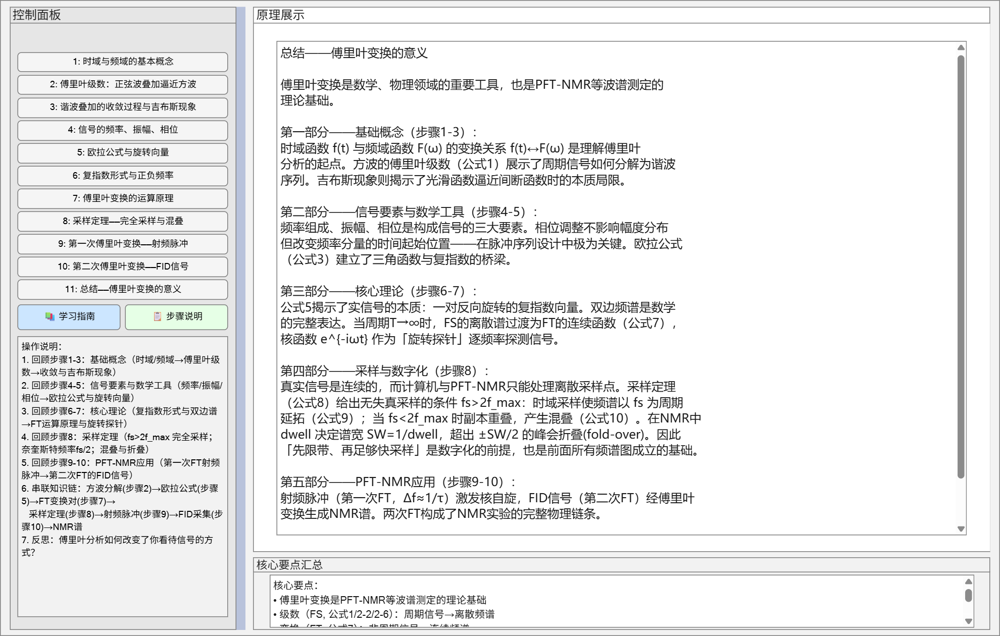 控制面板
1: 时域与频域的基本概念
2: 傅里叶级数：正弦波叠加逼近方波
3: 谐波叠加的收敛过程与吉布斯现象
4: 信号的频率、振幅、相位
5: 欧拉公式与旋转向量
6: 复指数形式与正负频率
7: 傅里叶变换的运算原理
8: 采样定理——完全采样与混叠
9: 第一次傅里叶变换——射频脉冲
10: 第二次傅里叶变换——FID信号
11: 总结——傅里叶变换的意义
学习指南
步骤说明
操作说明：
1. 回顾步骤1-3：基础概念（时域/频域→傅里叶级
数→收敛与吉布斯现象）
2. 回顾步骤4-5：信号要素与数学工具（频率/振幅/
相位→欧拉公式与旋转向量）
3. 回顾步骤6-7：核心理论（复指数形式与双边谱
→FT运算原理与旋转探针）
4. 回顾步骤8：采样定理（fs>2f_max 完全采样；
奈奎斯特频率fs/2；混叠与折叠）
5. 回顾步骤9-10：PFT-NMR应用（第一次FT射频
脉冲→第二次FT的FID信号）
6. 串联知识链：方波分解(步骤2)→欧拉公式(步骤
5)→FT变换对(步骤7)→
采样定理(步骤8)→射频脉冲(步骤9)→FID采集(步
骤10)→NMR谱
7. 反思：傅里叶分析如何改变了你看待信号的方
式？
原理展示
总结——傅里叶变换的意义
傅里叶变换是数学、物理领域的重要工具，也是PFT-NMR等波谱测定的
理论基础。
第一部分——基础概念（步骤1-3）：
时域函数 f(t) 与频域函数 F(ω) 的变换关系 f(t)↔F(ω) 是理解傅里叶
分析的起点。方波的傅里叶级数（公式1）展示了周期信号如何分解为谐波
序列。吉布斯现象则揭示了光滑函数逼近间断函数时的本质局限。
第二部分——信号要素与数学工具（步骤4-5）：
频率组成、振幅、相位是构成信号的三大要素。相位调整不影响幅度分布
但改变频率分量的时间起始位置——在脉冲序列设计中极为关键。欧拉公式
（公式3）建立了三角函数与复指数的桥梁。
第三部分——核心理论（步骤6-7）：
公式5揭示了实信号的本质：一对反向旋转的复指数向量。双边频谱是数学
的完整表达。当周期T→∞时，FS的离散谱过渡为FT的连续函数（公式7），
核函数 e^{-iωt} 作为「旋转探针」逐频率探测信号。
第四部分——采样与数字化（步骤8）：
真实信号是连续的，而计算机与PFT-NMR只能处理离散采样点。采样定理
（公式8）给出无失真采样的条件 fs>2f_max：时域采样使频谱以 fs 为周期
延拓（公式9）；当 fs<2f_max 时副本重叠，产生混叠（公式10）。在NMR中
dwell 决定谱宽 SW=1/dwell，超出 ±SW/2 的峰会折叠(fold-over)。因此
「先限带、再足够快采样」是数字化的前提，也是前面所有频谱图成立的基础。
第五部分——PFT-NMR应用（步骤9-10）：
射频脉冲（第一次FT，Δf≈1/τ）激发核自旋，FID信号（第二次FT）经傅里叶
变换生成NMR谱。两次FT构成了NMR实验的完整物理链条。
核心要点汇总
核心要点：
• 傅里叶变换是PFT-NMR等波谱测定的理论基础
• 级数（FS, 公式1/2-2/2-6）：周期信号→离散频谱